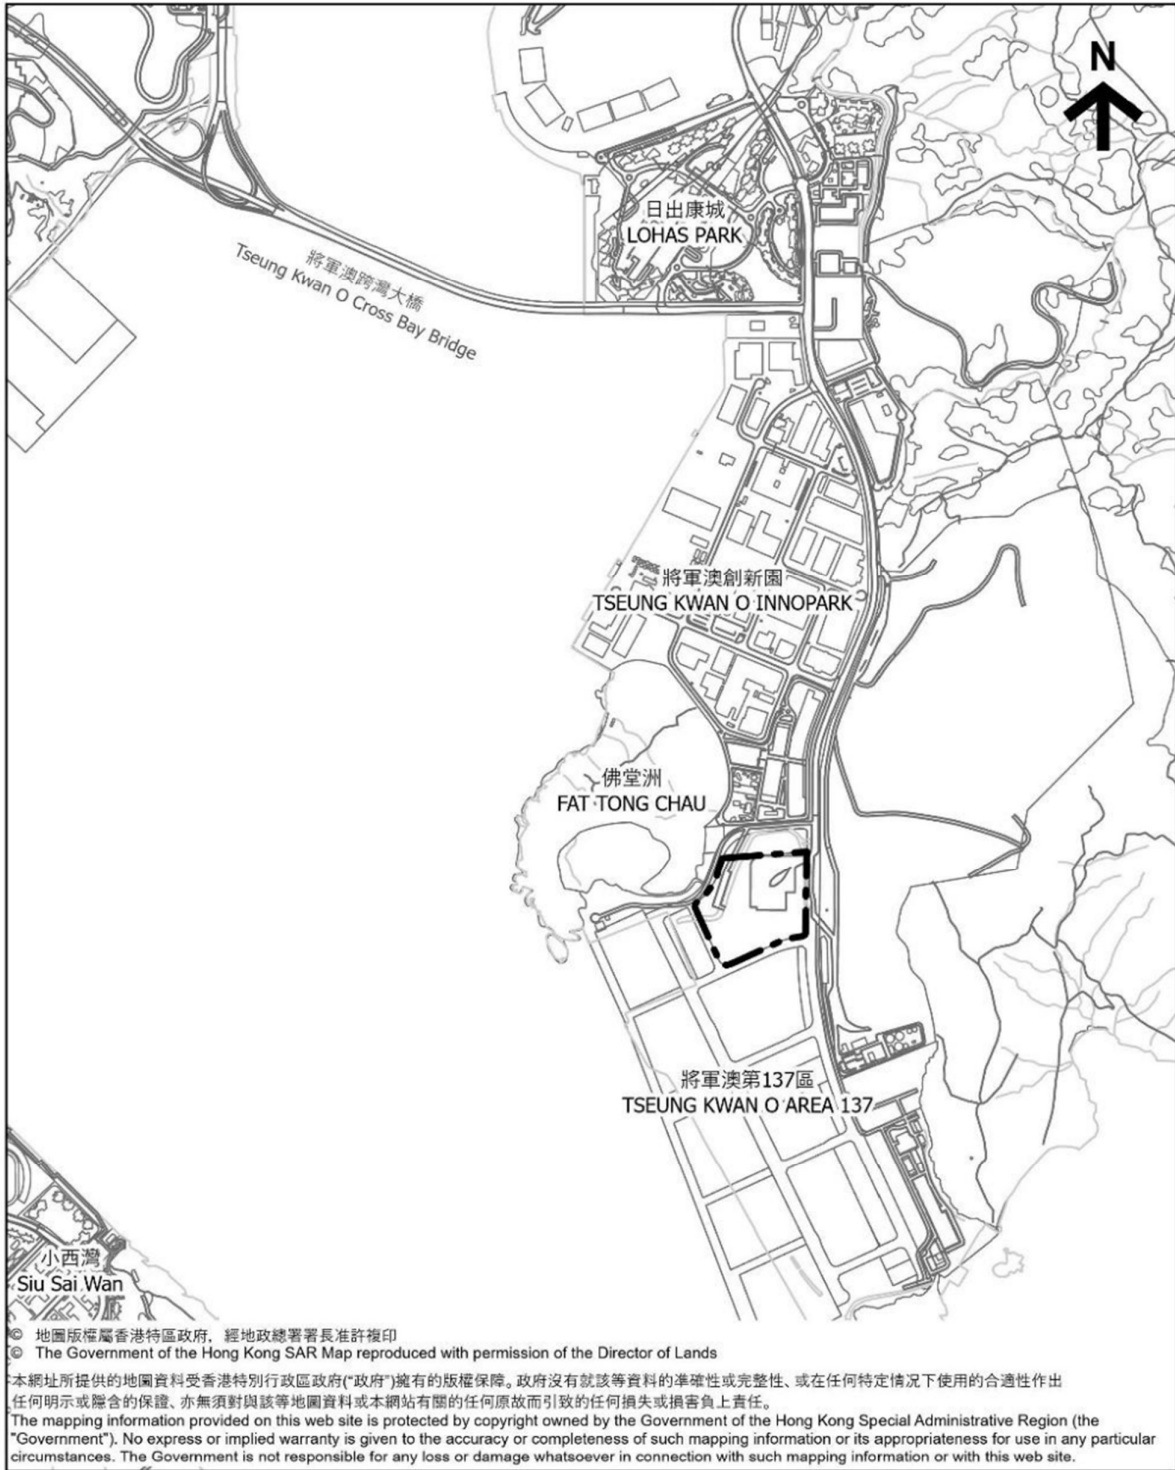 N
日出康城
LOHAS PARK
將軍澳跨灣大橋
Tseung Kwan O Cross Bay Bridge
將軍澳創新園
TSEUNG KWAN O INNOPARK
佛堂洲
FAT TONG CHAU
將軍澳第137區
TSEUNG KWAN O AREA 137
小西灣
Siu Sai Wan
© 地圖版權屬香港特區政府，經地政總署署長准許複印
© The Government of the Hong Kong SAR Map reproduced with permission of the Director of Lands
本網址所提供的地圖資料受香港特別行政區政府("政府")擁有的版權保障。政府沒有就該等資料的準確性或完整性、或在任何特定情況下使用的合適性作出
任何明示或隱含的保證、亦無須對與該等地圖資料或本網站有關的任何原故而引致的任何損失或損害負上責任。
The mapping information provided on this web site is protected by copyright owned by the Government of the Hong Kong Special Administrative Region (the
"Government"). No express or implied warranty is given to the accuracy or completeness of such mapping information or its appropriateness for use in any particular
circumstances. The Government is not responsible for any loss or damage whatsoever in connection with such mapping information or with this web site.